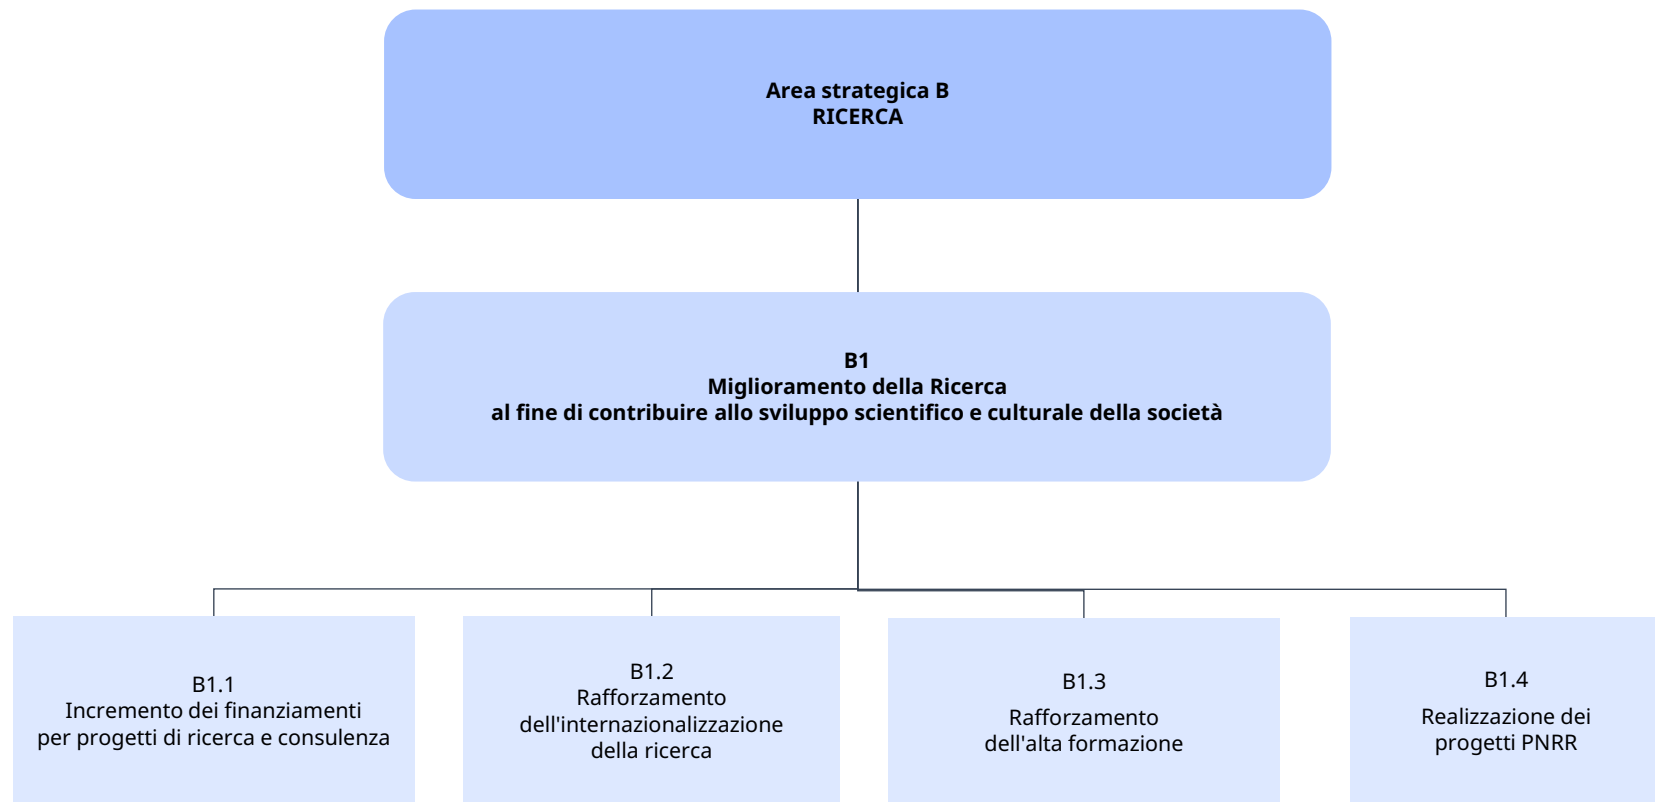 Area strategica B
RICERCA
B1
Miglioramento della Ricerca
al fine di contribuire allo sviluppo scientifico e culturale della società
B1.1
Incremento dei finanziamenti
per progetti di ricerca e consulenza
B1.2
Rafforzamento
dell'internazionalizzazione
della ricerca
B1.3
Rafforzamento
dell'alta formazione
B1.4
Realizzazione dei
progetti PNRR